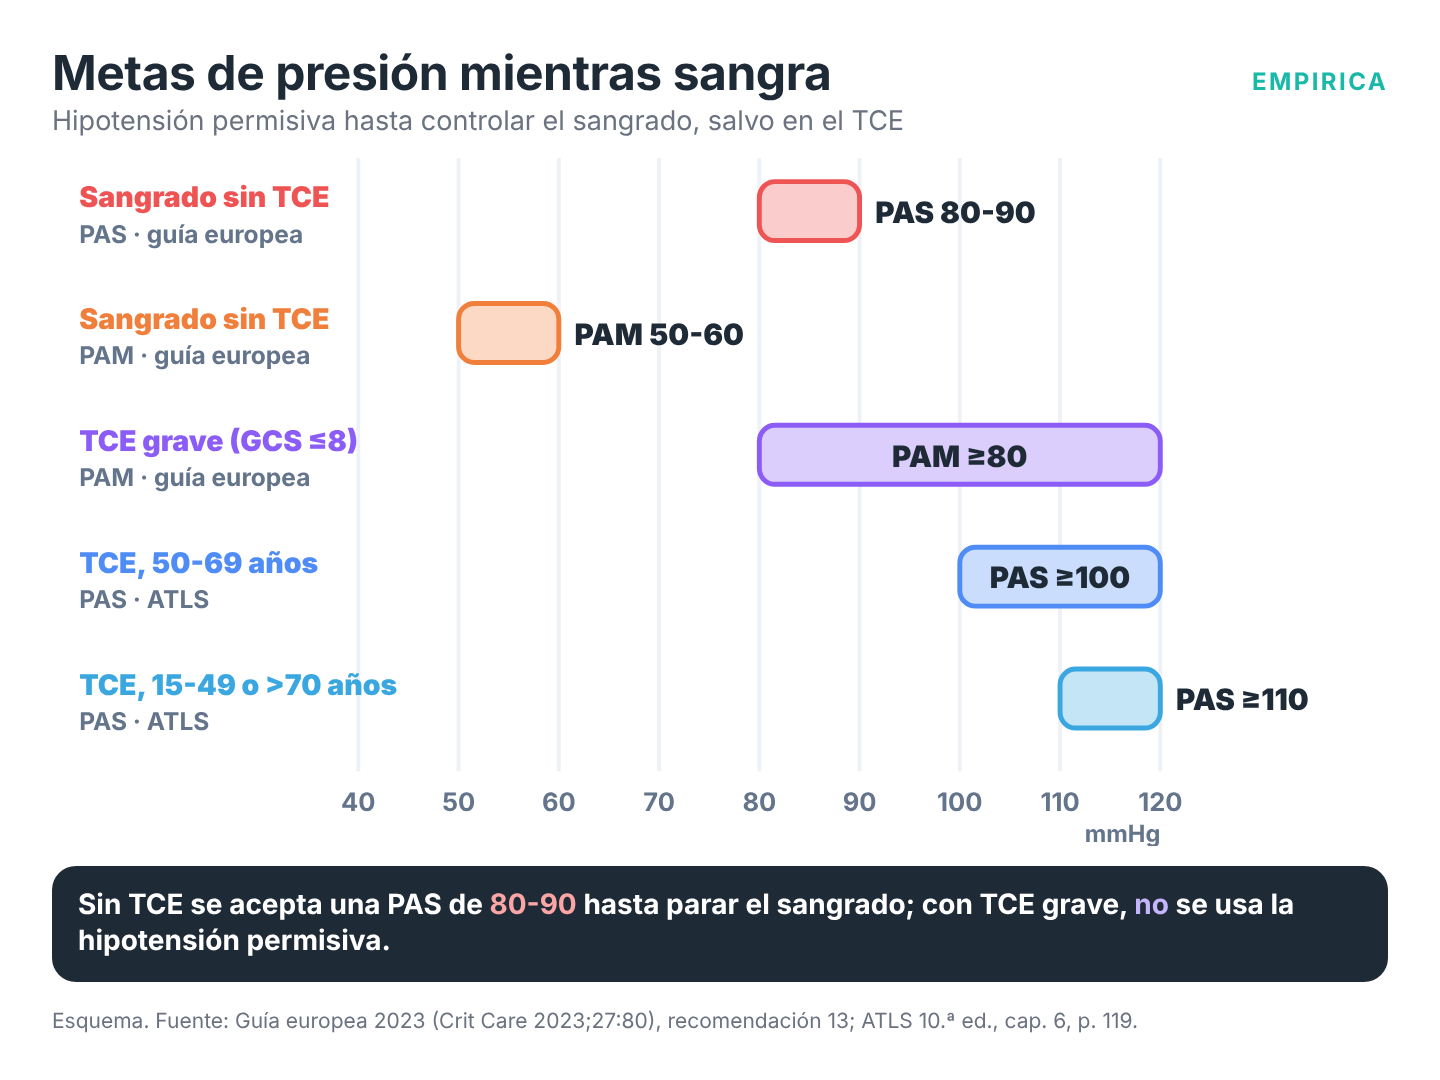 Metas de presión mientras sangra
EMPIRICA
Hipotensión permisiva hasta controlar el sangrado, salvo en el TCE
Sangrado sin TCE
PAS · guía europea
PAS 80-90
Sangrado sin TCE
PAM · guía europea
PAM 50-60
TCE grave (GCS ≤8)
PAM · guía europea
PAM ≥80
TCE, 50-69 años
PAS · ATLS
PAS ≥100
TCE, 15-49 o >70 años
PAS · ATLS
PAS ≥110
40 50 60 70 80 90 100 110 120
mmHg
Sin TCE se acepta una PAS de 80-90 hasta parar el sangrado; con TCE grave, no se usa la
hipotensión permisiva.
Esquema. Fuente: Guía europea 2023 (Crit Care 2023;27:80), recomendación 13; ATLS 10.ª ed., cap. 6, p. 119.